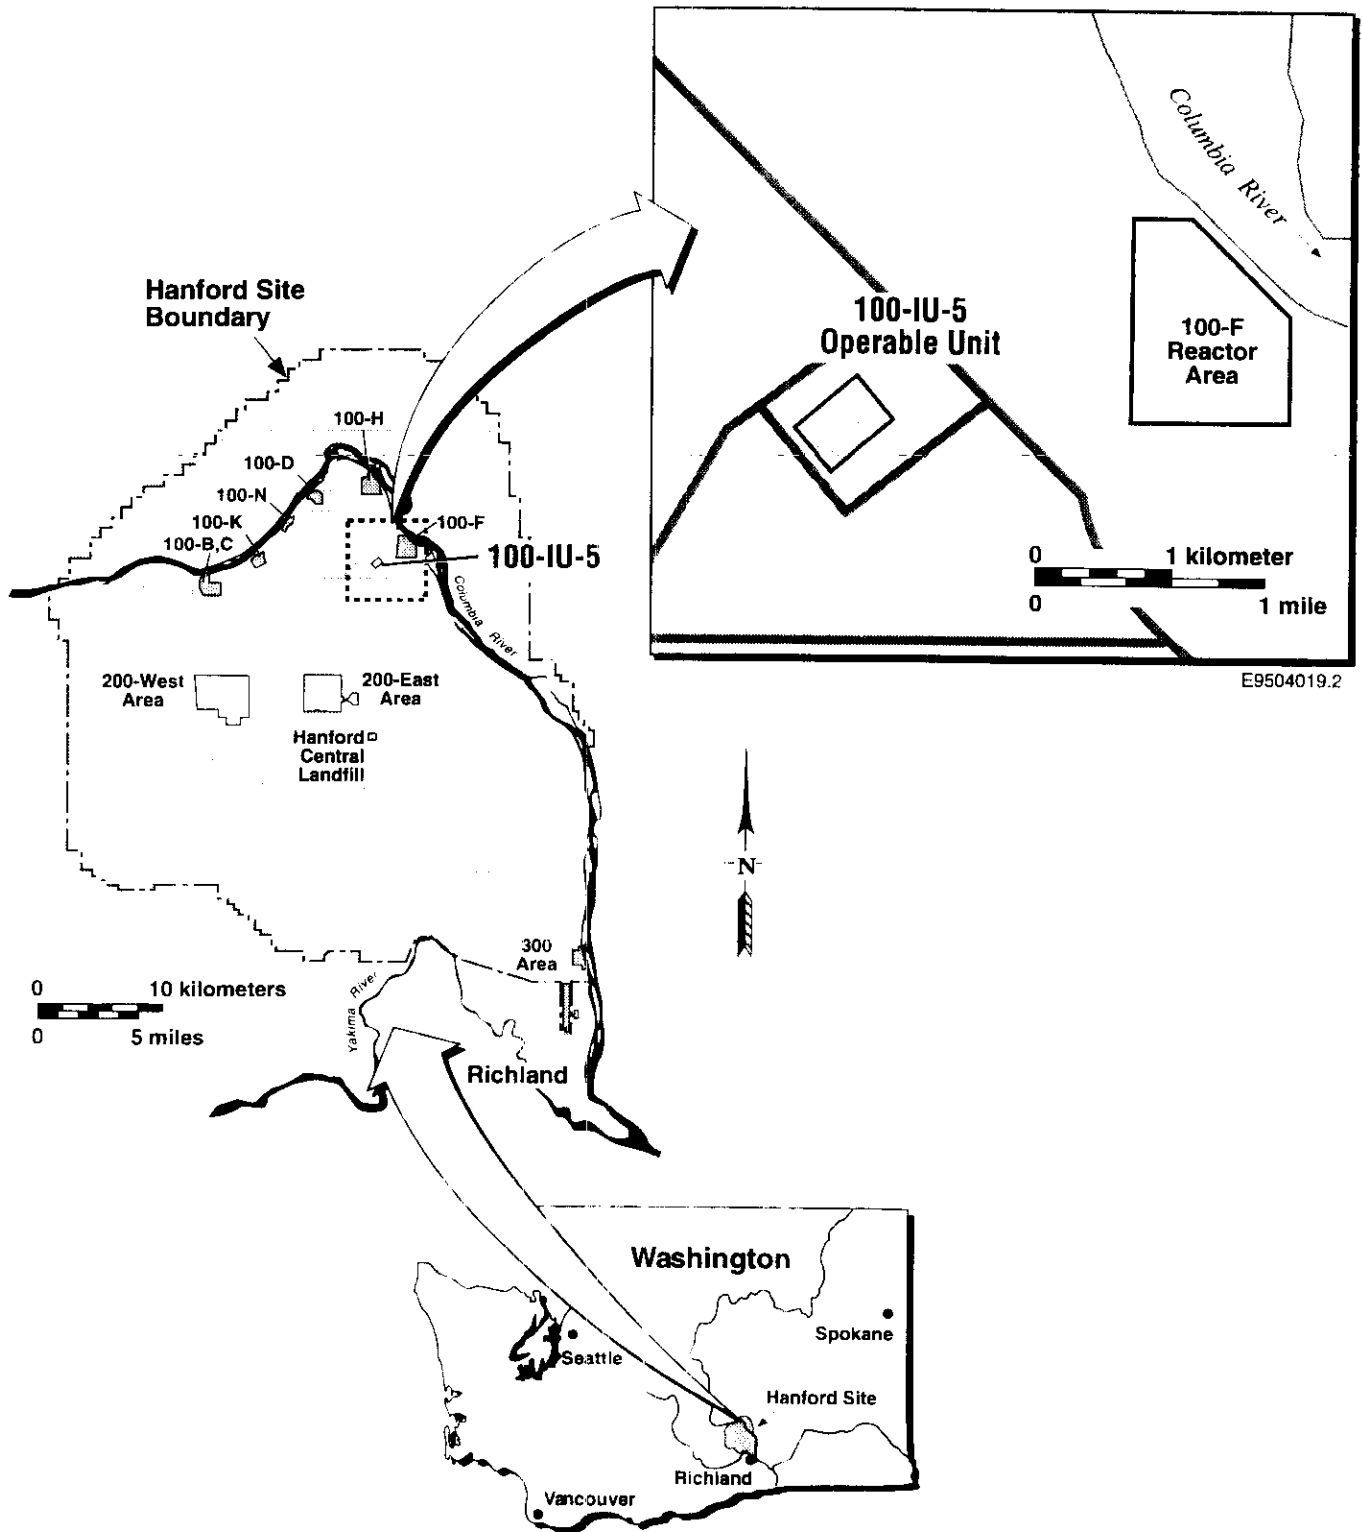 Columbia River
100-IU-5
Operable Unit
100-F
Reactor
Area
0 1 kilometer
0 1 mile
E9504019.2
Hanford Site
Boundary
100-H
100-D
100-N
100-K
100-B,C
100-F
100-IU-5
Columbia River
200-West
Area
200-East
Area
Hanford
Central
Landfill
N
300
Area
0 10 kilometers
0 5 miles
Yakima River
Richland
Washington
Spokane
Seattle
Hanford Site
Richland
Vancouver